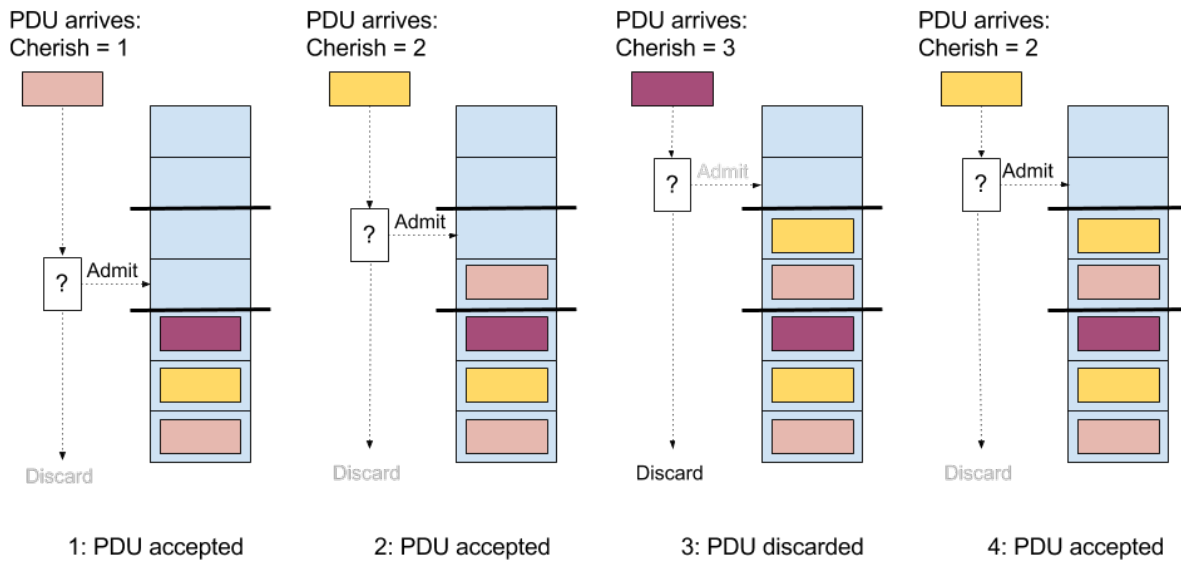 PDU arrives:
Cherish = 1
?
Admit
Discard
1: PDU accepted
PDU arrives:
Cherish = 2
?
Admit
Discard
2: PDU accepted
PDU arrives:
Cherish = 3
?
Admit
Discard
3: PDU discarded
PDU arrives:
Cherish = 2
?
Admit
Discard
4: PDU accepted